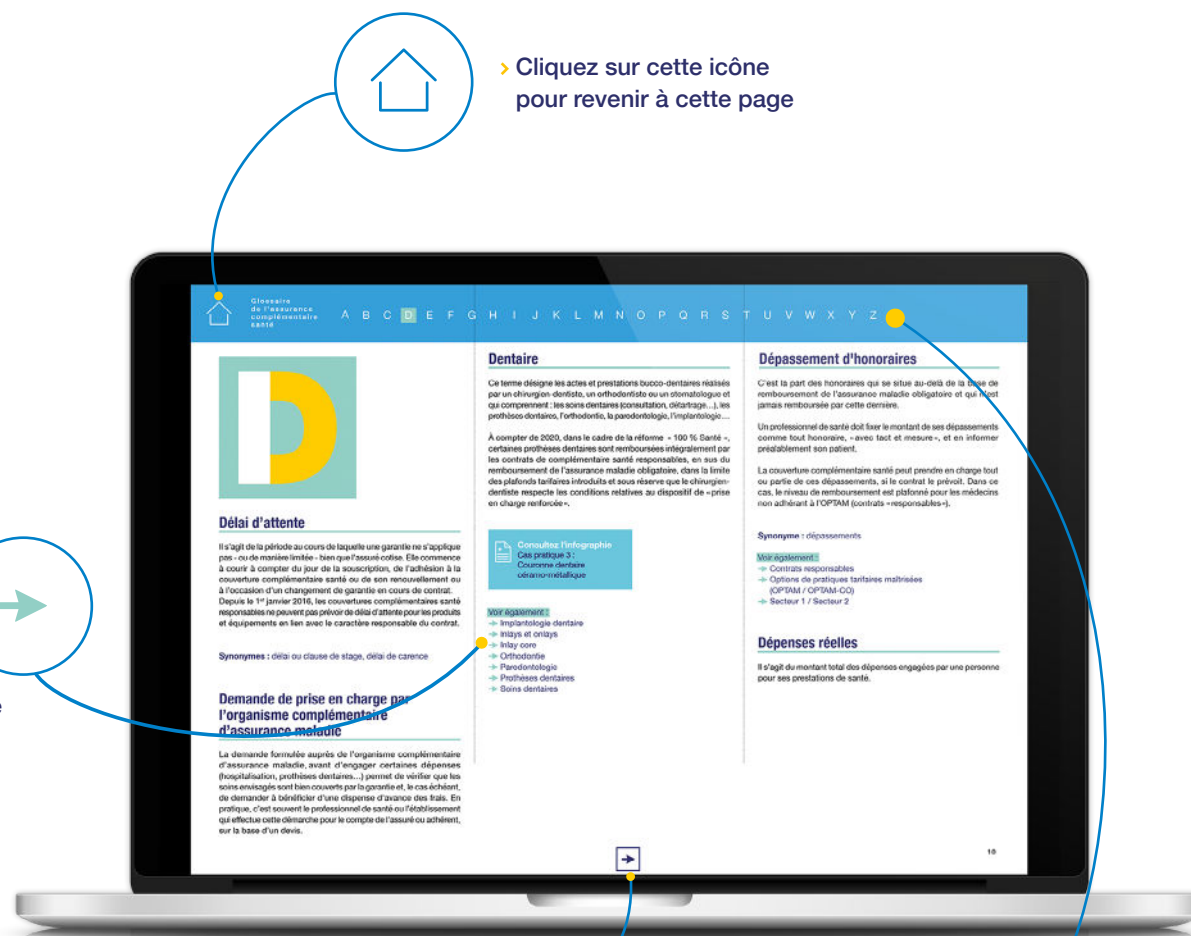 › Cliquez sur cette icône
pour revenir à cette page
Glossaire
de l'assurance
complémentaire
santé
A B C D E F G H I J K L M N O P Q R S T U V W X Y Z
D
Délai d'attente
Il s'agit de la période au cours de laquelle une garantie ne s'applique
pas - ou de manière limitée - bien que l'assuré cotise. Elle commence
à courir à compter du jour de la souscription, de l'adhésion à la
couverture complémentaire santé ou de son renouvellement ou
à l'occasion d'un changement de garantie en cours de contrat.
Depuis le 1er janvier 2016, les couvertures complémentaires santé
responsables ne peuvent pas prévoir de délai d'attente pour les produits
et équipements en lien avec le caractère responsable du contrat.
Synonymes : délai ou clause de stage, délai de carence
Demande de prise en charge par
l'organisme complémentaire
d'assurance maladie
La demande formulée auprès de l'organisme complémentaire
d'assurance maladie, avant d'engager certaines dépenses
(hospitalisation, prothèses dentaires…) permet de vérifier que les
soins envisagés sont bien couverts par la garantie et, le cas échéant,
de demander à bénéficier d'une dispense d'avance des frais. En
pratique, c'est souvent le professionnel de santé ou l'établissement
qui effectue cette démarche pour le compte de l'assuré ou adhérent,
sur la base d'un devis.
Dentaire
Ce terme désigne les actes et prestations bucco-dentaires réalisés
par un chirurgien-dentiste, un orthodontiste ou un stomatologue et
qui comprennent : les soins dentaires (consultation, détartrage…), les
prothèses dentaires, l'orthodontie, la parodontologie, l'implantologie…
À compter de 2020, dans le cadre de la réforme « 100 % Santé »,
certaines prothèses dentaires sont remboursées intégralement par
les contrats de complémentaire santé responsables, en sus du
remboursement de l'assurance maladie obligatoire, dans la limite
des plafonds tarifaires introduits et sous réserve que le chirurgien-
dentiste respecte les conditions relatives au dispositif de «prise
en charge renforcée».
Consultez l'infographie
Cas pratique 3 :
Couronne dentaire
céramo-métallique
Voir également :
Implantologie dentaire
Inlays et onlays
Inlay core
Orthodontie
Parodontologie
Prothèses dentaires
Soins dentaires
Dépassement d'honoraires
C'est la part des honoraires qui se situe au-delà de la base de
remboursement de l'assurance maladie obligatoire et qui n'est
jamais remboursée par cette dernière.
Un professionnel de santé doit fixer le montant de ses dépassements
comme tout honoraire, «avec tact et mesure», et en informer
préalablement son patient.
La couverture complémentaire santé peut prendre en charge tout
ou partie de ces dépassements, si le contrat le prévoit. Dans ce
cas, le niveau de remboursement est plafonné pour les médecins
non adhérant à l'OPTAM (contrats «responsables»).
Synonyme : dépassements
Voir également :
Contrats responsables
Options de pratiques tarifaires maîtrisées
(OPTAM / OPTAM-CO)
Secteur 1 / Secteur 2
Dépenses réelles
Il s'agit du montant total des dépenses engagées par une personne
pour ses prestations de santé.